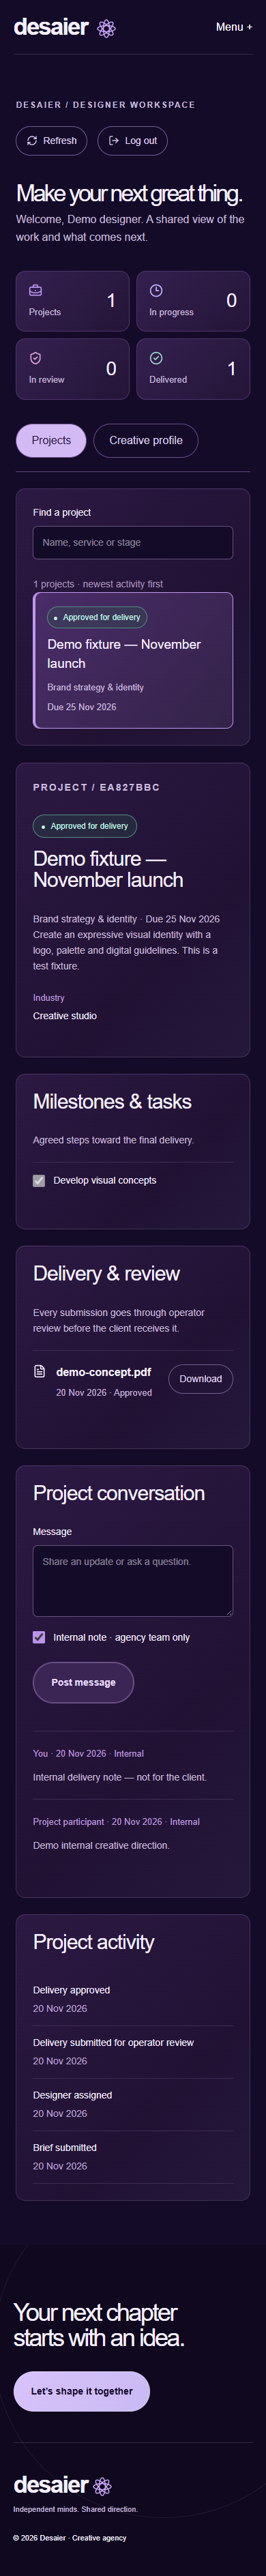 desaier
Menu +
DESAIER / DESIGNER WORKSPACE
Refresh
Log out
Make your next great thing.
Welcome, Demo designer. A shared view of the
work and what comes next.
Projects
1
In progress
0
In review
0
Delivered
1
Projects
Creative profile
Find a project
Name, service or stage
1 projects · newest activity first
Approved for delivery
Demo fixture — November
launch
Brand strategy & identity
Due 25 Nov 2026
PROJECT / EA827BBC
Approved for delivery
Demo fixture —
November launch
Brand strategy & identity · Due 25 Nov 2026
Create an expressive visual identity with a
logo, palette and digital guidelines. This is a
test fixture.
Industry
Creative studio
Milestones & tasks
Agreed steps toward the final delivery.
Develop visual concepts
Delivery & review
Every submission goes through operator
review before the client receives it.
demo-concept.pdf
20 Nov 2026 · Approved
Download
Project conversation
Message
Share an update or ask a question.
Internal note · agency team only
Post message
You · 20 Nov 2026 · Internal
Internal delivery note — not for the client.
Project participant · 20 Nov 2026 · Internal
Demo internal creative direction.
Project activity
Delivery approved
20 Nov 2026
Delivery submitted for operator review
20 Nov 2026
Designer assigned
20 Nov 2026
Brief submitted
20 Nov 2026
Your next chapter
starts with an idea.
Let's shape it together
desaier
Independent minds. Shared direction.
© 2026 Desaier · Creative agency